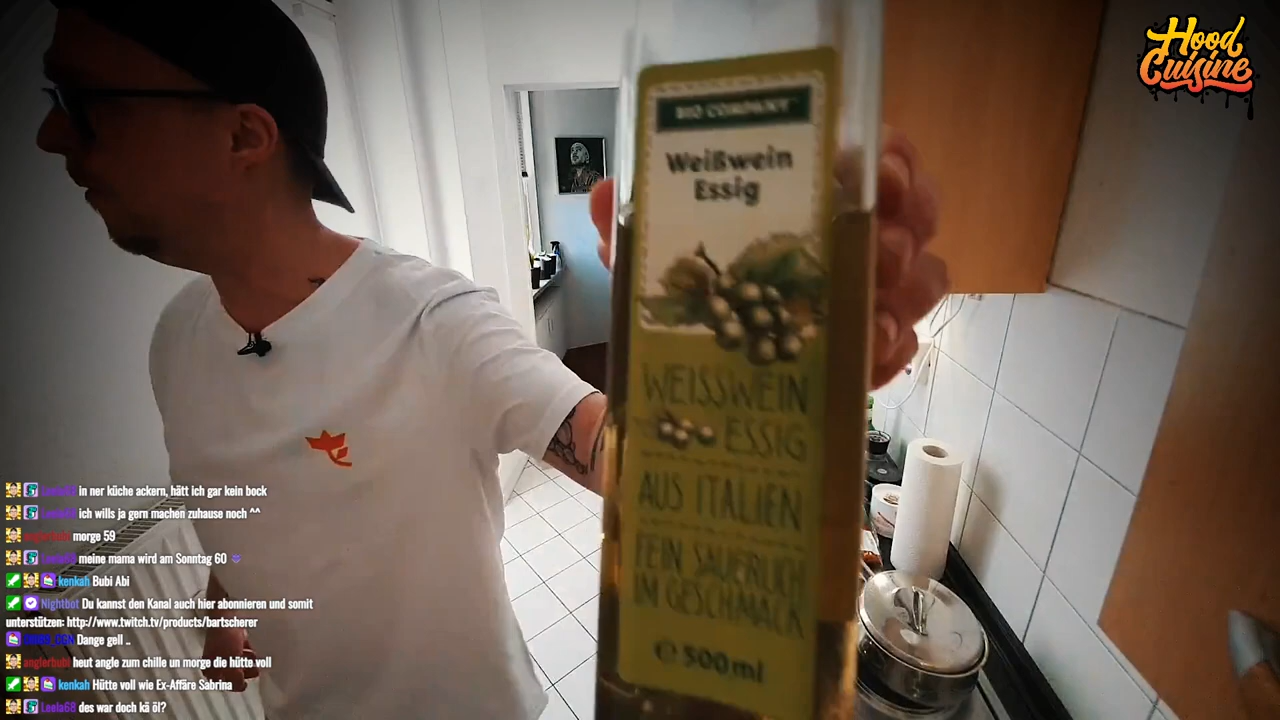 Hood
Cuisine
BIO COMPANY
Weißwein
Essig
WEISSWEIN
ESSIG
AUS ITALIEN
FEIN SÄUERLICH
IM GESCHMACK
e 500 ml
in ner küche ackern, hätt ich gar kein bock
ich wills ja gern machen zuhause noch ^^
anglerbubi morge 59
meine mama wird am Sonntag 60
kenkah Bubi Abi
Nightbot Du kannst den Kanal auch hier abonnieren und somit
unterstützen: http://www.twitch.tv/products/bartscherer
Dange gell ..
anglerbubi heut angle zum chille un morge die hütte voll
kenkah Hütte voll wie Ex-Affäre Sabrina
Leela68 des war doch kä öl?